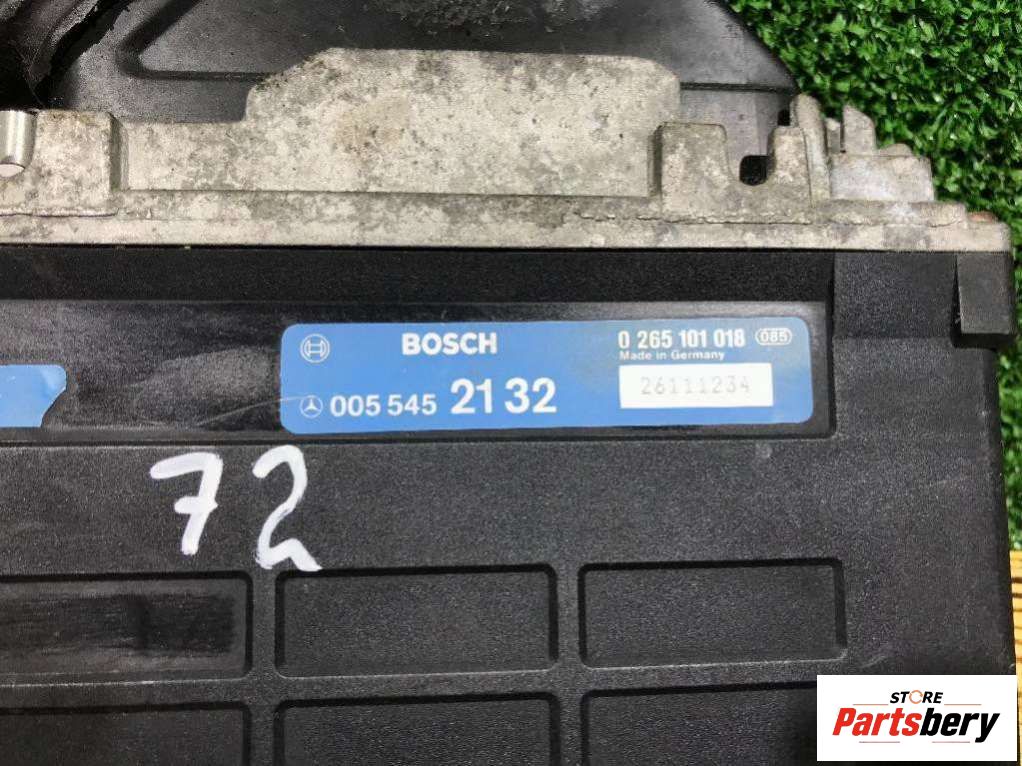 BOSCH 0 265 101 018 085
Made in Germany
005 545 21 32 26111234
72
STORE
Partsbery